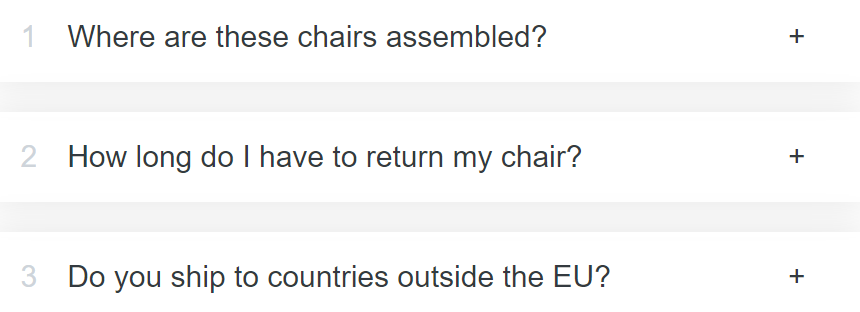 1 Where are these chairs assembled? +
2 How long do I have to return my chair? +
3 Do you ship to countries outside the EU? +